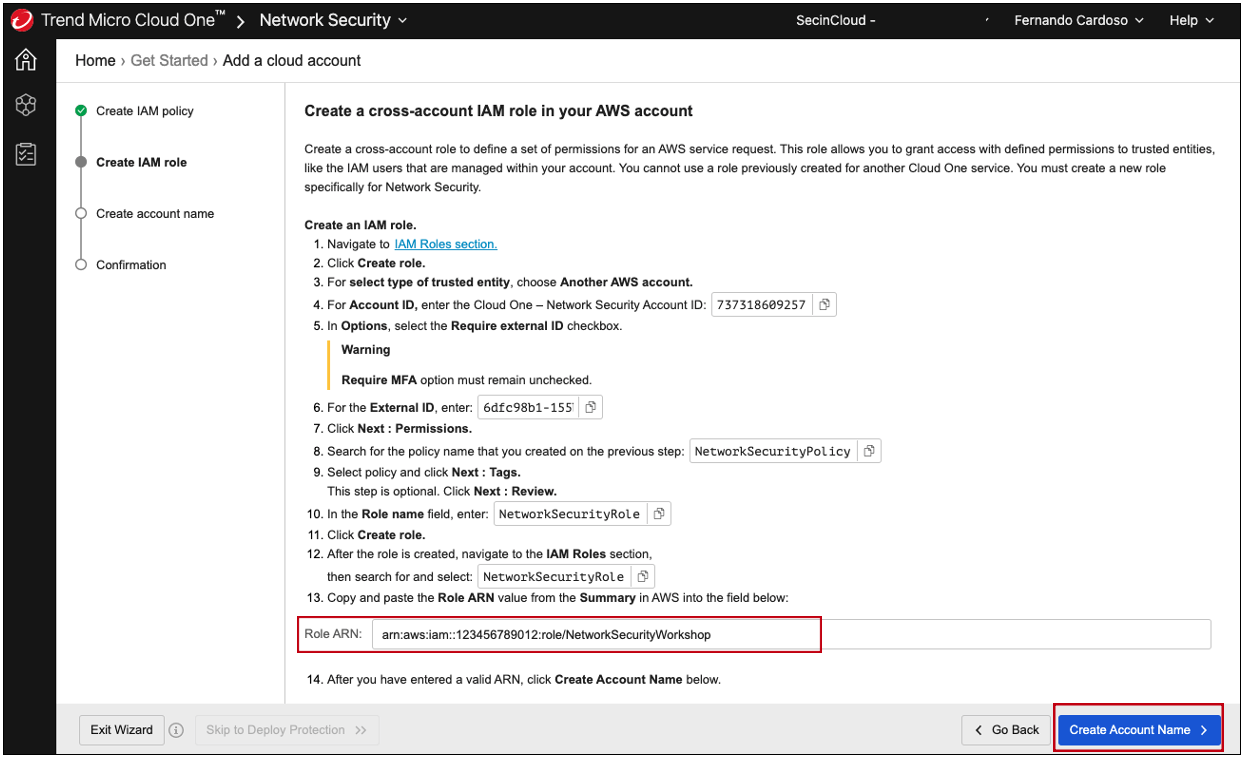 Trend Micro Cloud One™ > Network Security
SecinCloud -
Fernando Cardoso
Help
Home › Get Started › Add a cloud account
Create IAM policy
Create IAM role
Create account name
Confirmation
Create a cross-account IAM role in your AWS account
Create a cross-account role to define a set of permissions for an AWS service request. This role allows you to grant access with defined permissions to trusted entities,
like the IAM users that are managed within your account. You cannot use a role previously created for another Cloud One service. You must create a new role
specifically for Network Security.
Create an IAM role.
1. Navigate to IAM Roles section.
2. Click Create role.
3. For select type of trusted entity, choose Another AWS account.
4. For Account ID, enter the Cloud One – Network Security Account ID: 737318609257
5. In Options, select the Require external ID checkbox.
Warning
Require MFA option must remain unchecked.
6. For the External ID, enter: 6dfc98b1-155
7. Click Next : Permissions.
8. Search for the policy name that you created on the previous step: NetworkSecurityPolicy
9. Select policy and click Next : Tags.
This step is optional. Click Next : Review.
10. In the Role name field, enter: NetworkSecurityRole
11. Click Create role.
12. After the role is created, navigate to the IAM Roles section,
then search for and select: NetworkSecurityRole
13. Copy and paste the Role ARN value from the Summary in AWS into the field below:
Role ARN: arn:aws:iam::123456789012:role/NetworkSecurityWorkshop
14. After you have entered a valid ARN, click Create Account Name below.
Exit Wizard
Skip to Deploy Protection >>
< Go Back
Create Account Name >